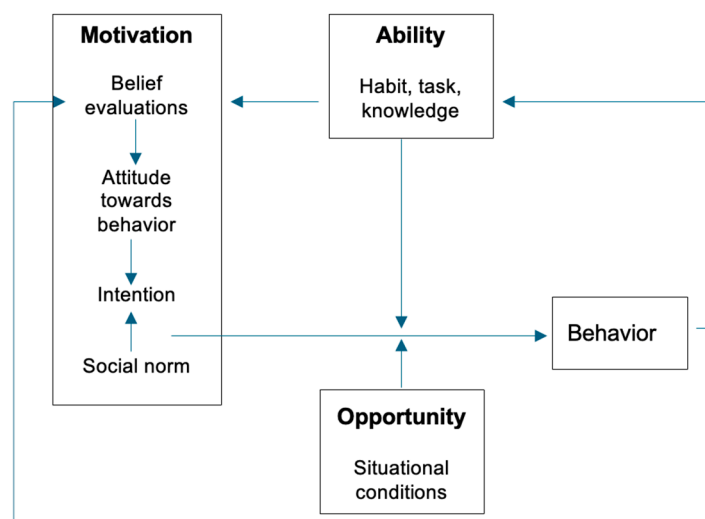 Motivation
Belief
evaluations
Attitude
towards
behavior
Intention
Social norm
Ability
Habit, task,
knowledge
Behavior
Opportunity
Situational
conditions